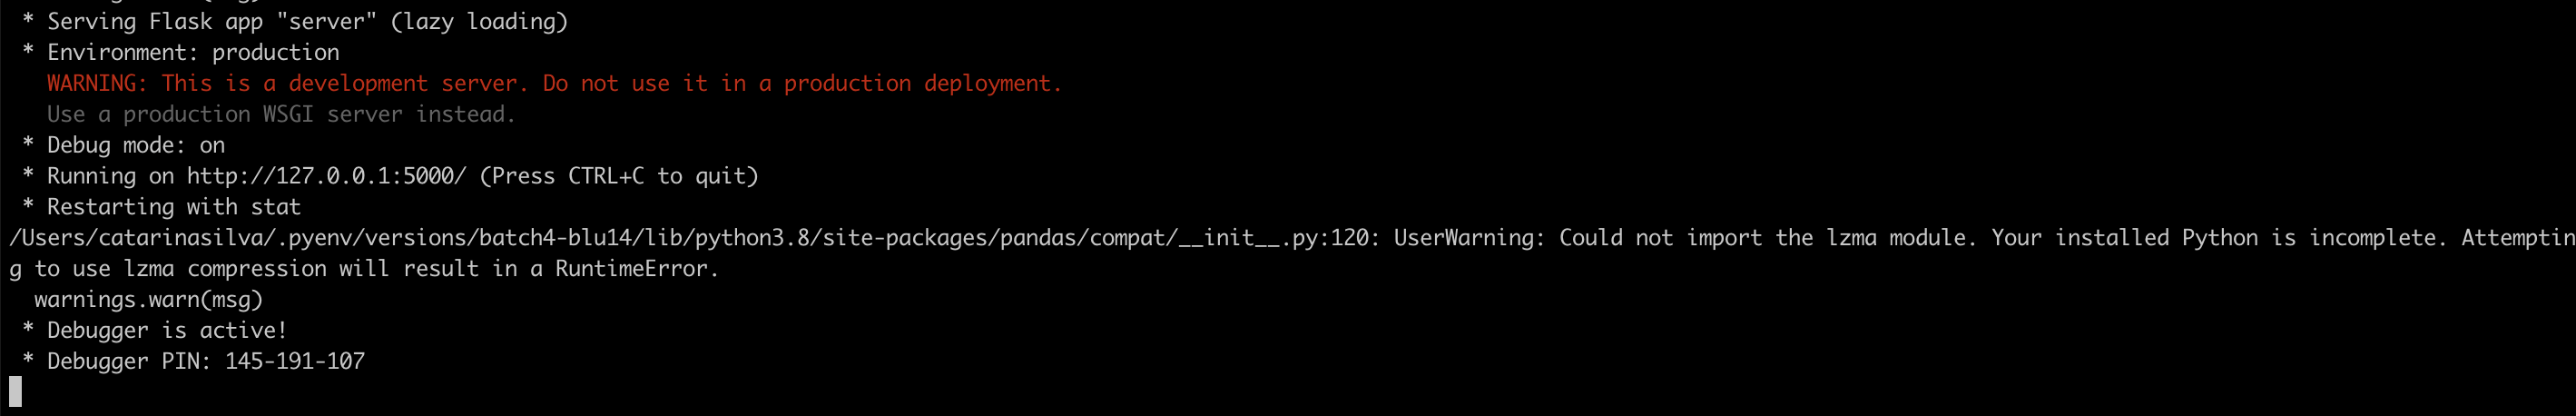 * Serving Flask app "server" (lazy loading)
* Environment: production
WARNING: This is a development server. Do not use it in a production deployment.
Use a production WSGI server instead.
* Debug mode: on
* Running on http://127.0.0.1:5000/ (Press CTRL+C to quit)
* Restarting with stat
/Users/catarinasilva/.pyenv/versions/batch4-blu14/lib/python3.8/site-packages/pandas/compat/__init__.py:120: UserWarning: Could not import the lzma module. Your installed Python is incomplete. Attemptin
g to use lzma compression will result in a RuntimeError.
warnings.warn(msg)
* Debugger is active!
* Debugger PIN: 145-191-107